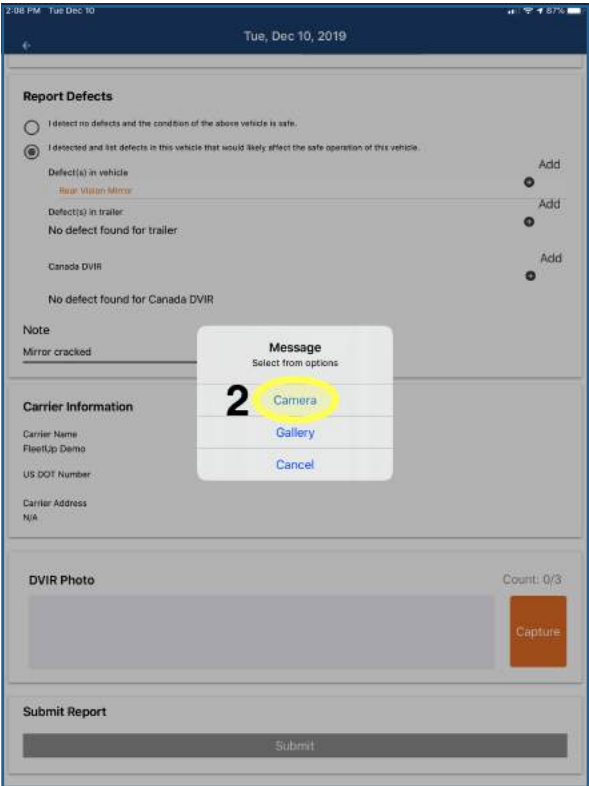 2:08 PM Tue Dec 10
87%
Tue, Dec 10, 2019
Report Defects
I detect no defects and the condition of the above vehicle is safe.
I detected and list defects in this vehicle that would likely affect the safe operation of this vehicle.
Defect(s) in vehicle
Add
Rear Vision Mirror
Defect(s) in trailer
Add
No defect found for trailer
Canada DVIR
Add
No defect found for Canada DVIR
Note
Mirror cracked
Message
Select from options
2
Camera
Gallery
Cancel
Carrier Information
Carrier Name
FleetUp Demo
US DOT Number
Carrier Address
N/A
DVIR Photo
Count: 0/3
Capture
Submit Report
Submit